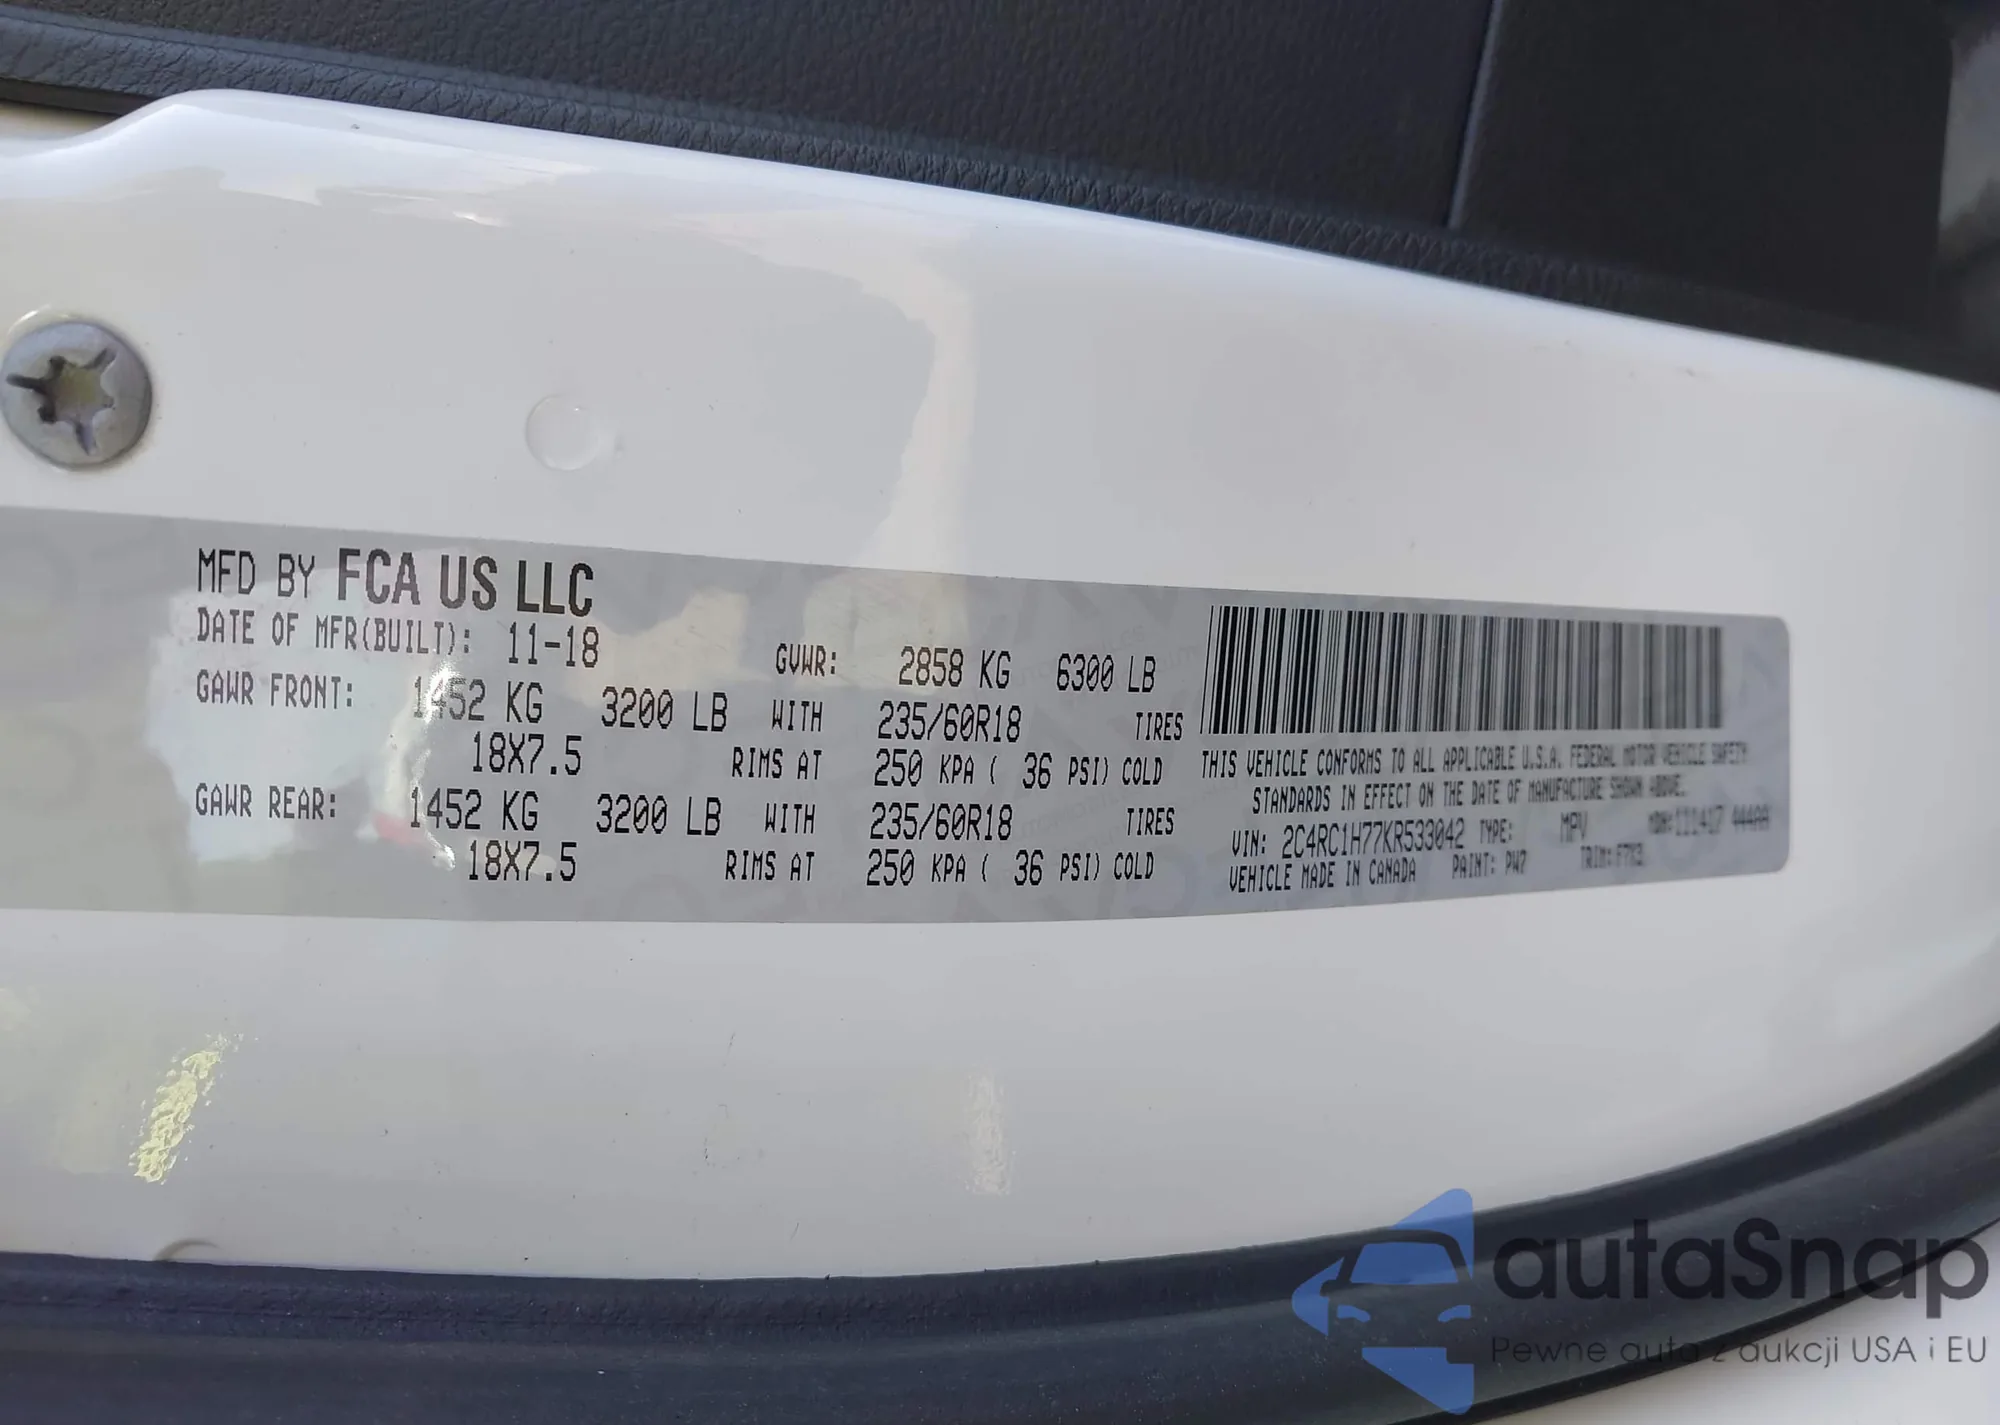 MFD BY FCA US LLC
DATE OF MFR(BUILT): 11-18 GVWR: 2858 KG 6300 LB
GAWR FRONT: 1452 KG 3200 LB WITH 235/60R18 TIRES
18X7.5 RIMS AT 250 KPA ( 36 PSI) COLD
GAWR REAR: 1452 KG 3200 LB WITH 235/60R18 TIRES
18X7.5 RIMS AT 250 KPA ( 36 PSI) COLD
THIS VEHICLE CONFORMS TO ALL APPLICABLE U.S.A. FEDERAL MOTOR VEHICLE SAFETY
STANDARDS IN EFFECT ON THE DATE OF MANUFACTURE SHOWN ABOVE.
VIN: 2C4RC1H77KR533042 TYPE: MPV
VEHICLE MADE IN CANADA PAINT: PW7 TRIM:
autaSnap
Pewne auta z aukcji USA i EU